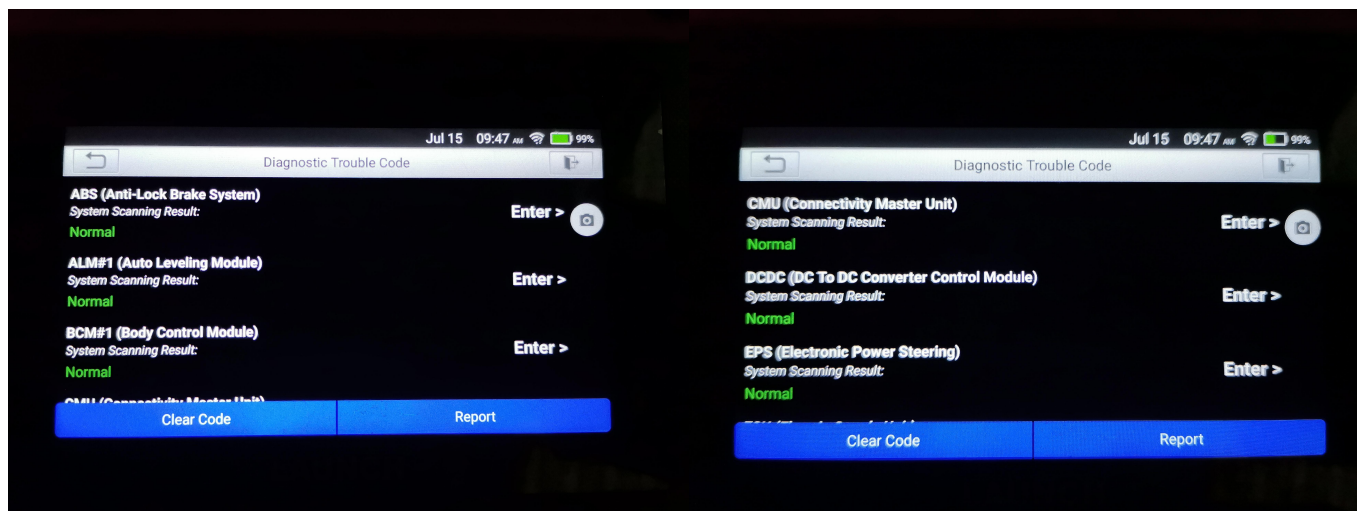 Jul 15 09:47 AM 99%
Diagnostic Trouble Code
ABS (Anti-Lock Brake System)
System Scanning Result:
Enter >
Normal
ALM#1 (Auto Leveling Module)
System Scanning Result:
Enter >
Normal
BCM#1 (Body Control Module)
System Scanning Result:
Enter >
Normal
CMU (Connectivity Master Unit)
Clear Code Report
Jul 15 09:47 AM 99%
Diagnostic Trouble Code
CMU (Connectivity Master Unit)
System Scanning Result:
Enter >
Normal
DCDC (DC To DC Converter Control Module)
System Scanning Result:
Enter >
Normal
EPS (Electronic Power Steering)
System Scanning Result:
Enter >
Normal
Clear Code Report